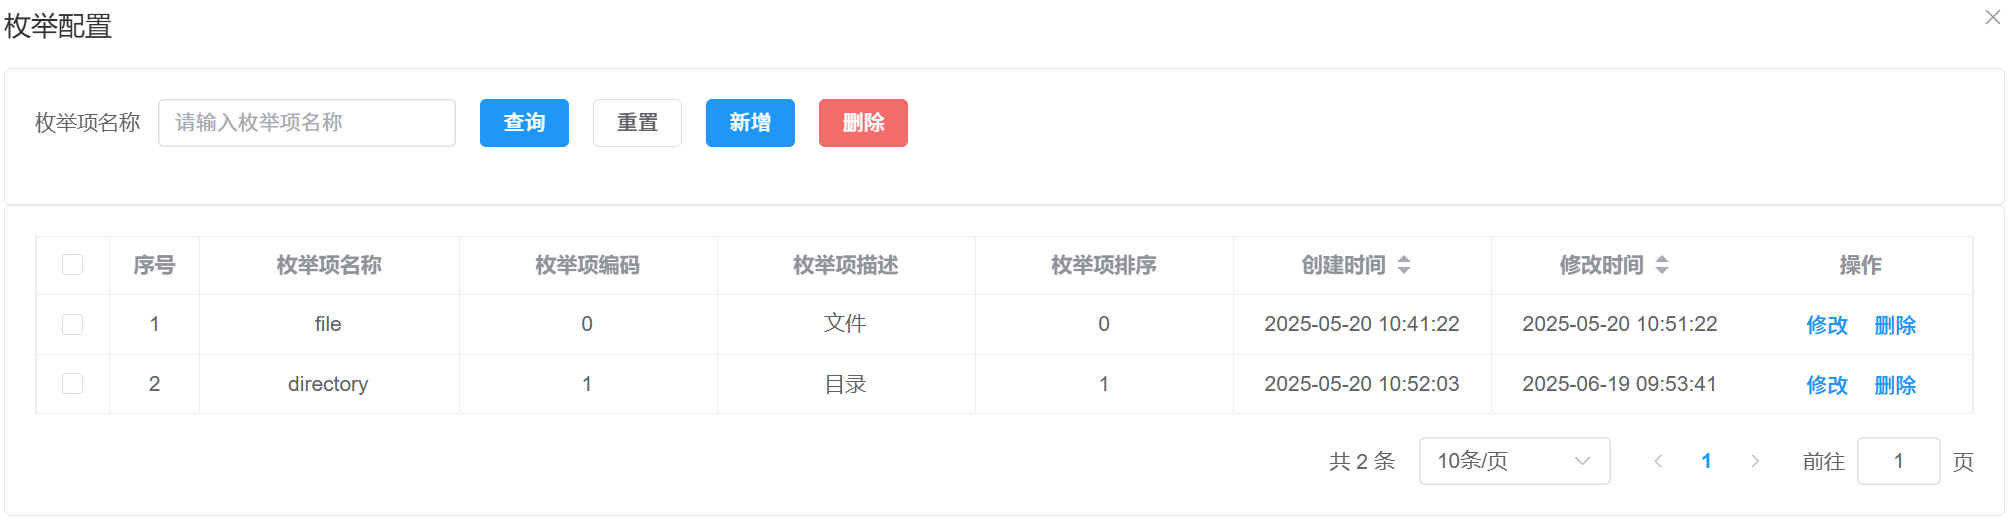 枚举配置
枚举项名称 请输入枚举项名称 查询 重置 新增 删除
序号 枚举项名称 枚举项编码 枚举项描述 枚举项排序 创建时间 修改时间 操作
1 file 0 文件 0 2025-05-20 10:41:22 2025-05-20 10:51:22 修改 删除
2 directory 1 目录 1 2025-05-20 10:52:03 2025-06-19 09:53:41 修改 删除
共 2 条 10条/页 1 前往 1 页